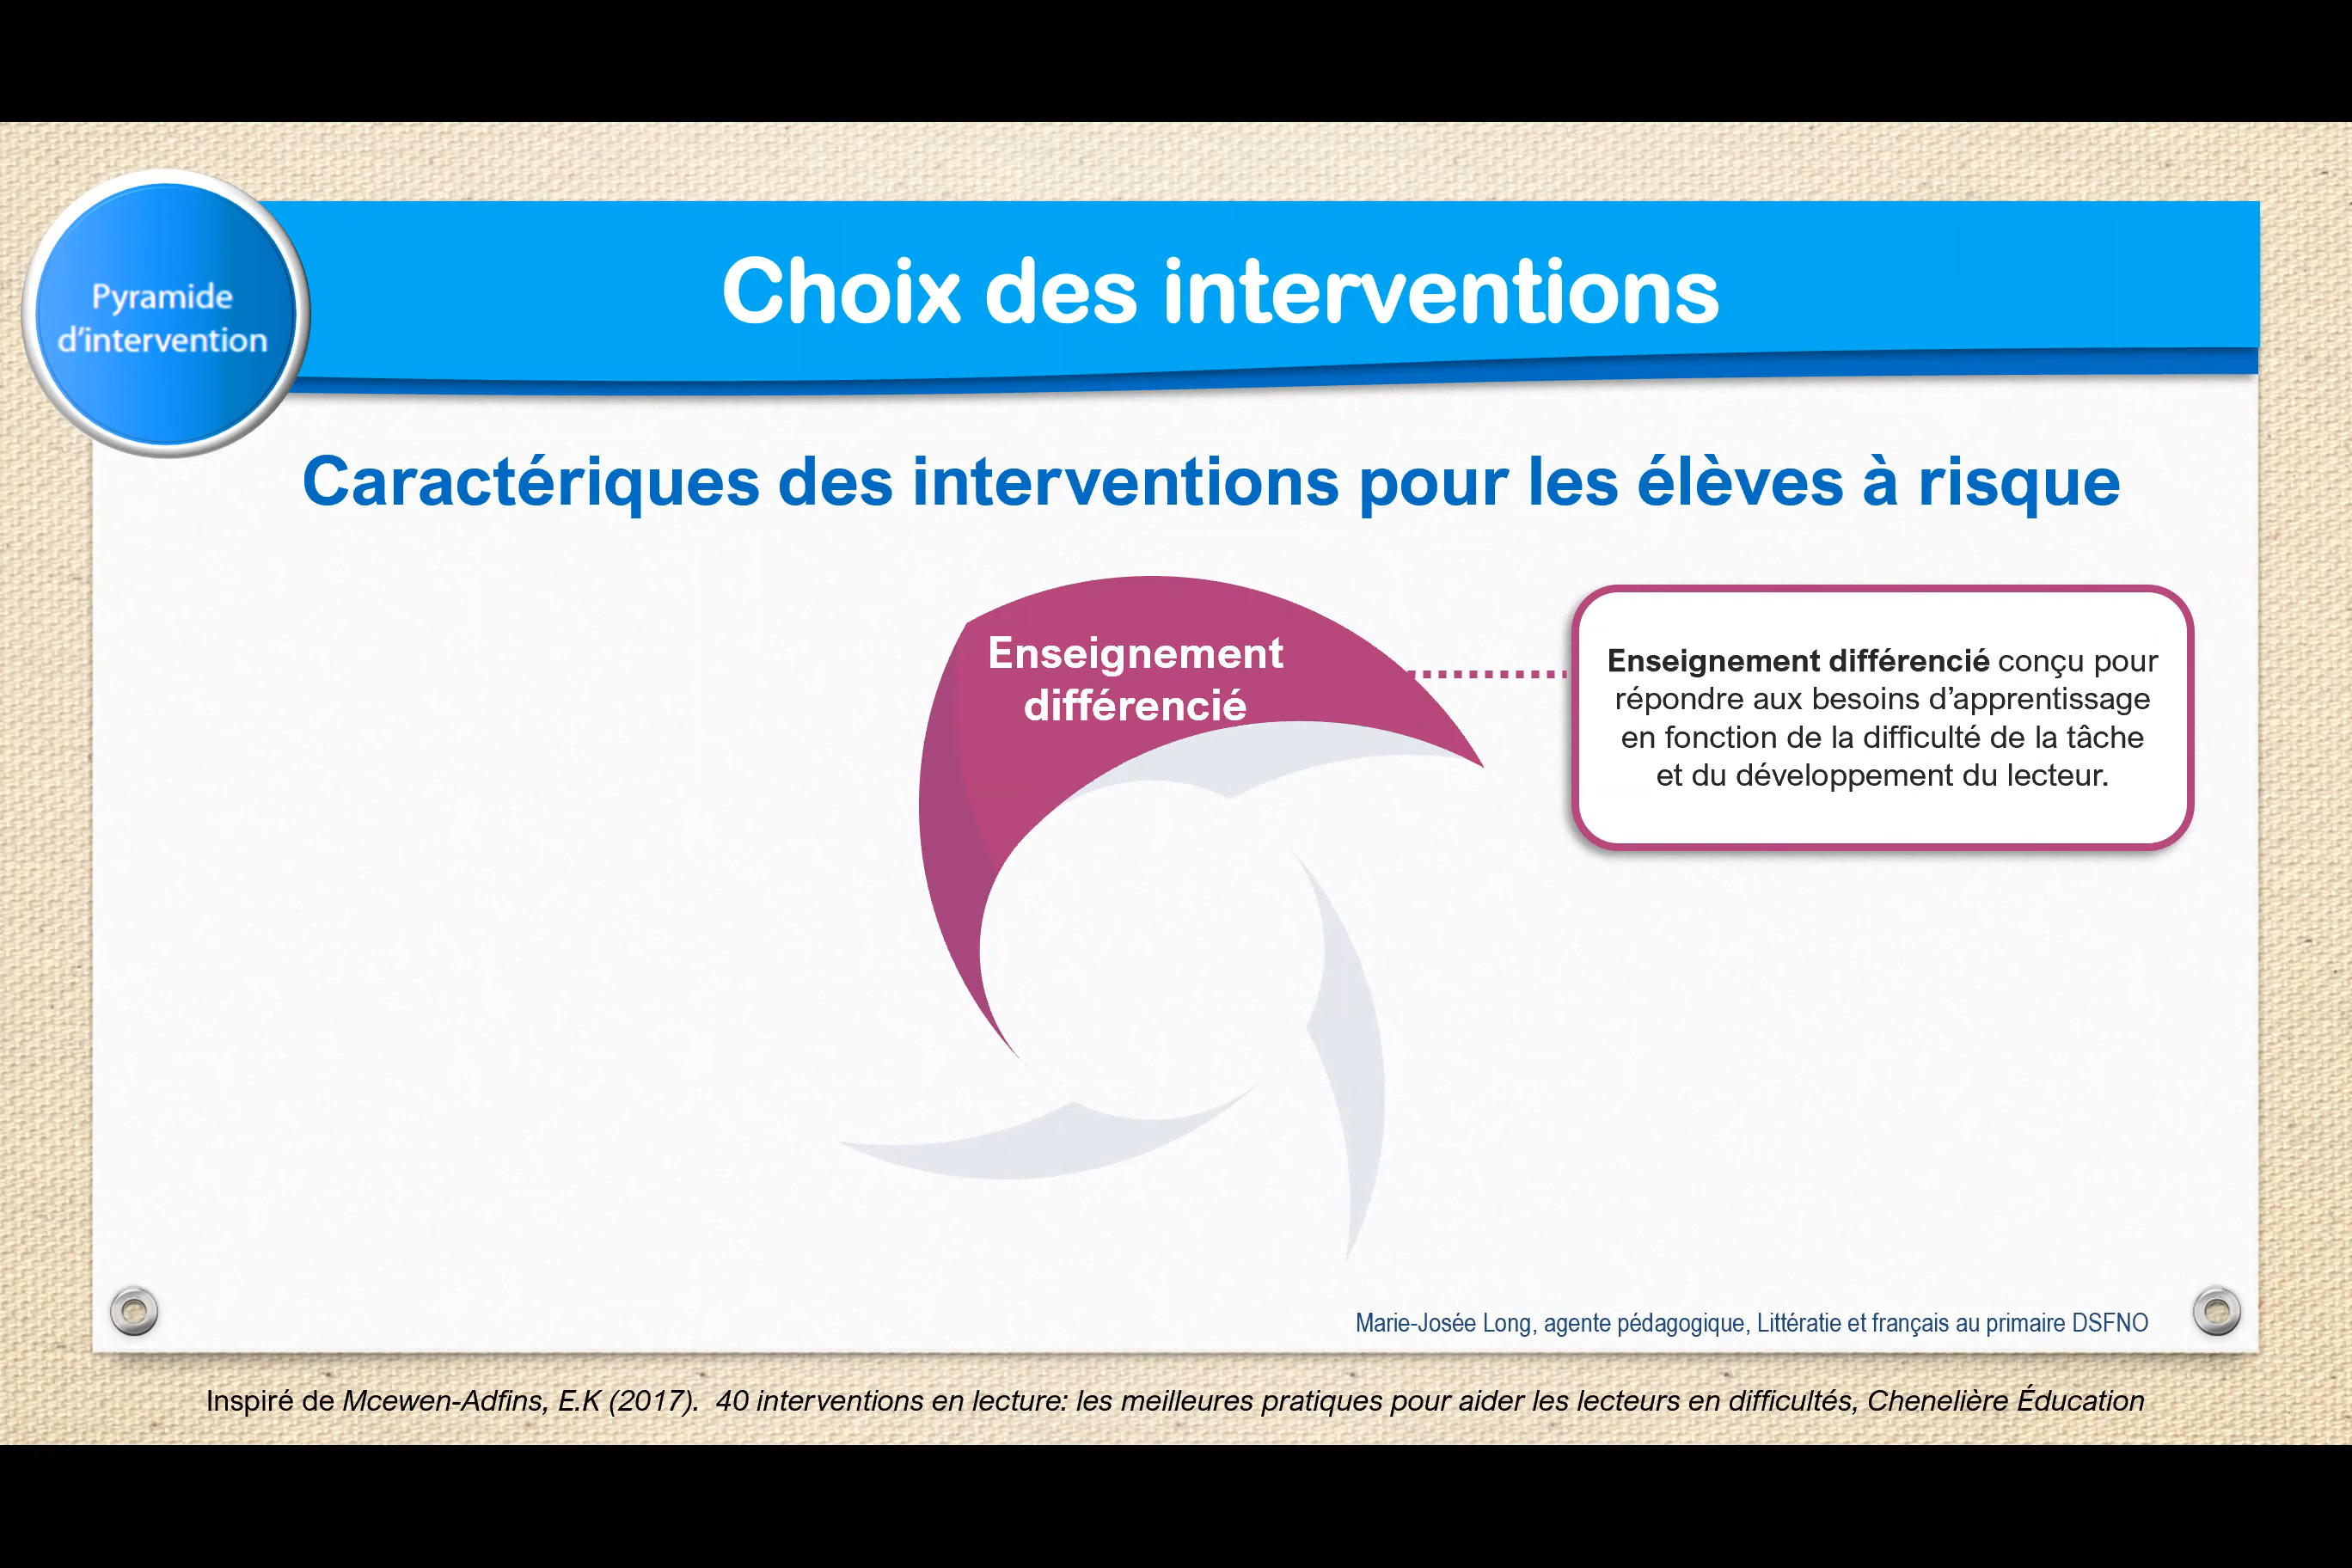 Pyramide
d’intervention
Choix des interventions
Caractériques des interventions pour les élèves à risque
Enseignement
différencié
Enseignement différencié conçu pour
répondre aux besoins d’apprentissage
en fonction de la difficulté de la tâche
et du développement du lecteur.
Marie-Josée Long, agente pédagogique, Littératie et français au primaire DSFNO
Inspiré de Mcewen-Adfins, E.K (2017).  40 interventions en lecture: les meilleures pratiques pour aider les lecteurs en difficultés, Chenelière Éducation